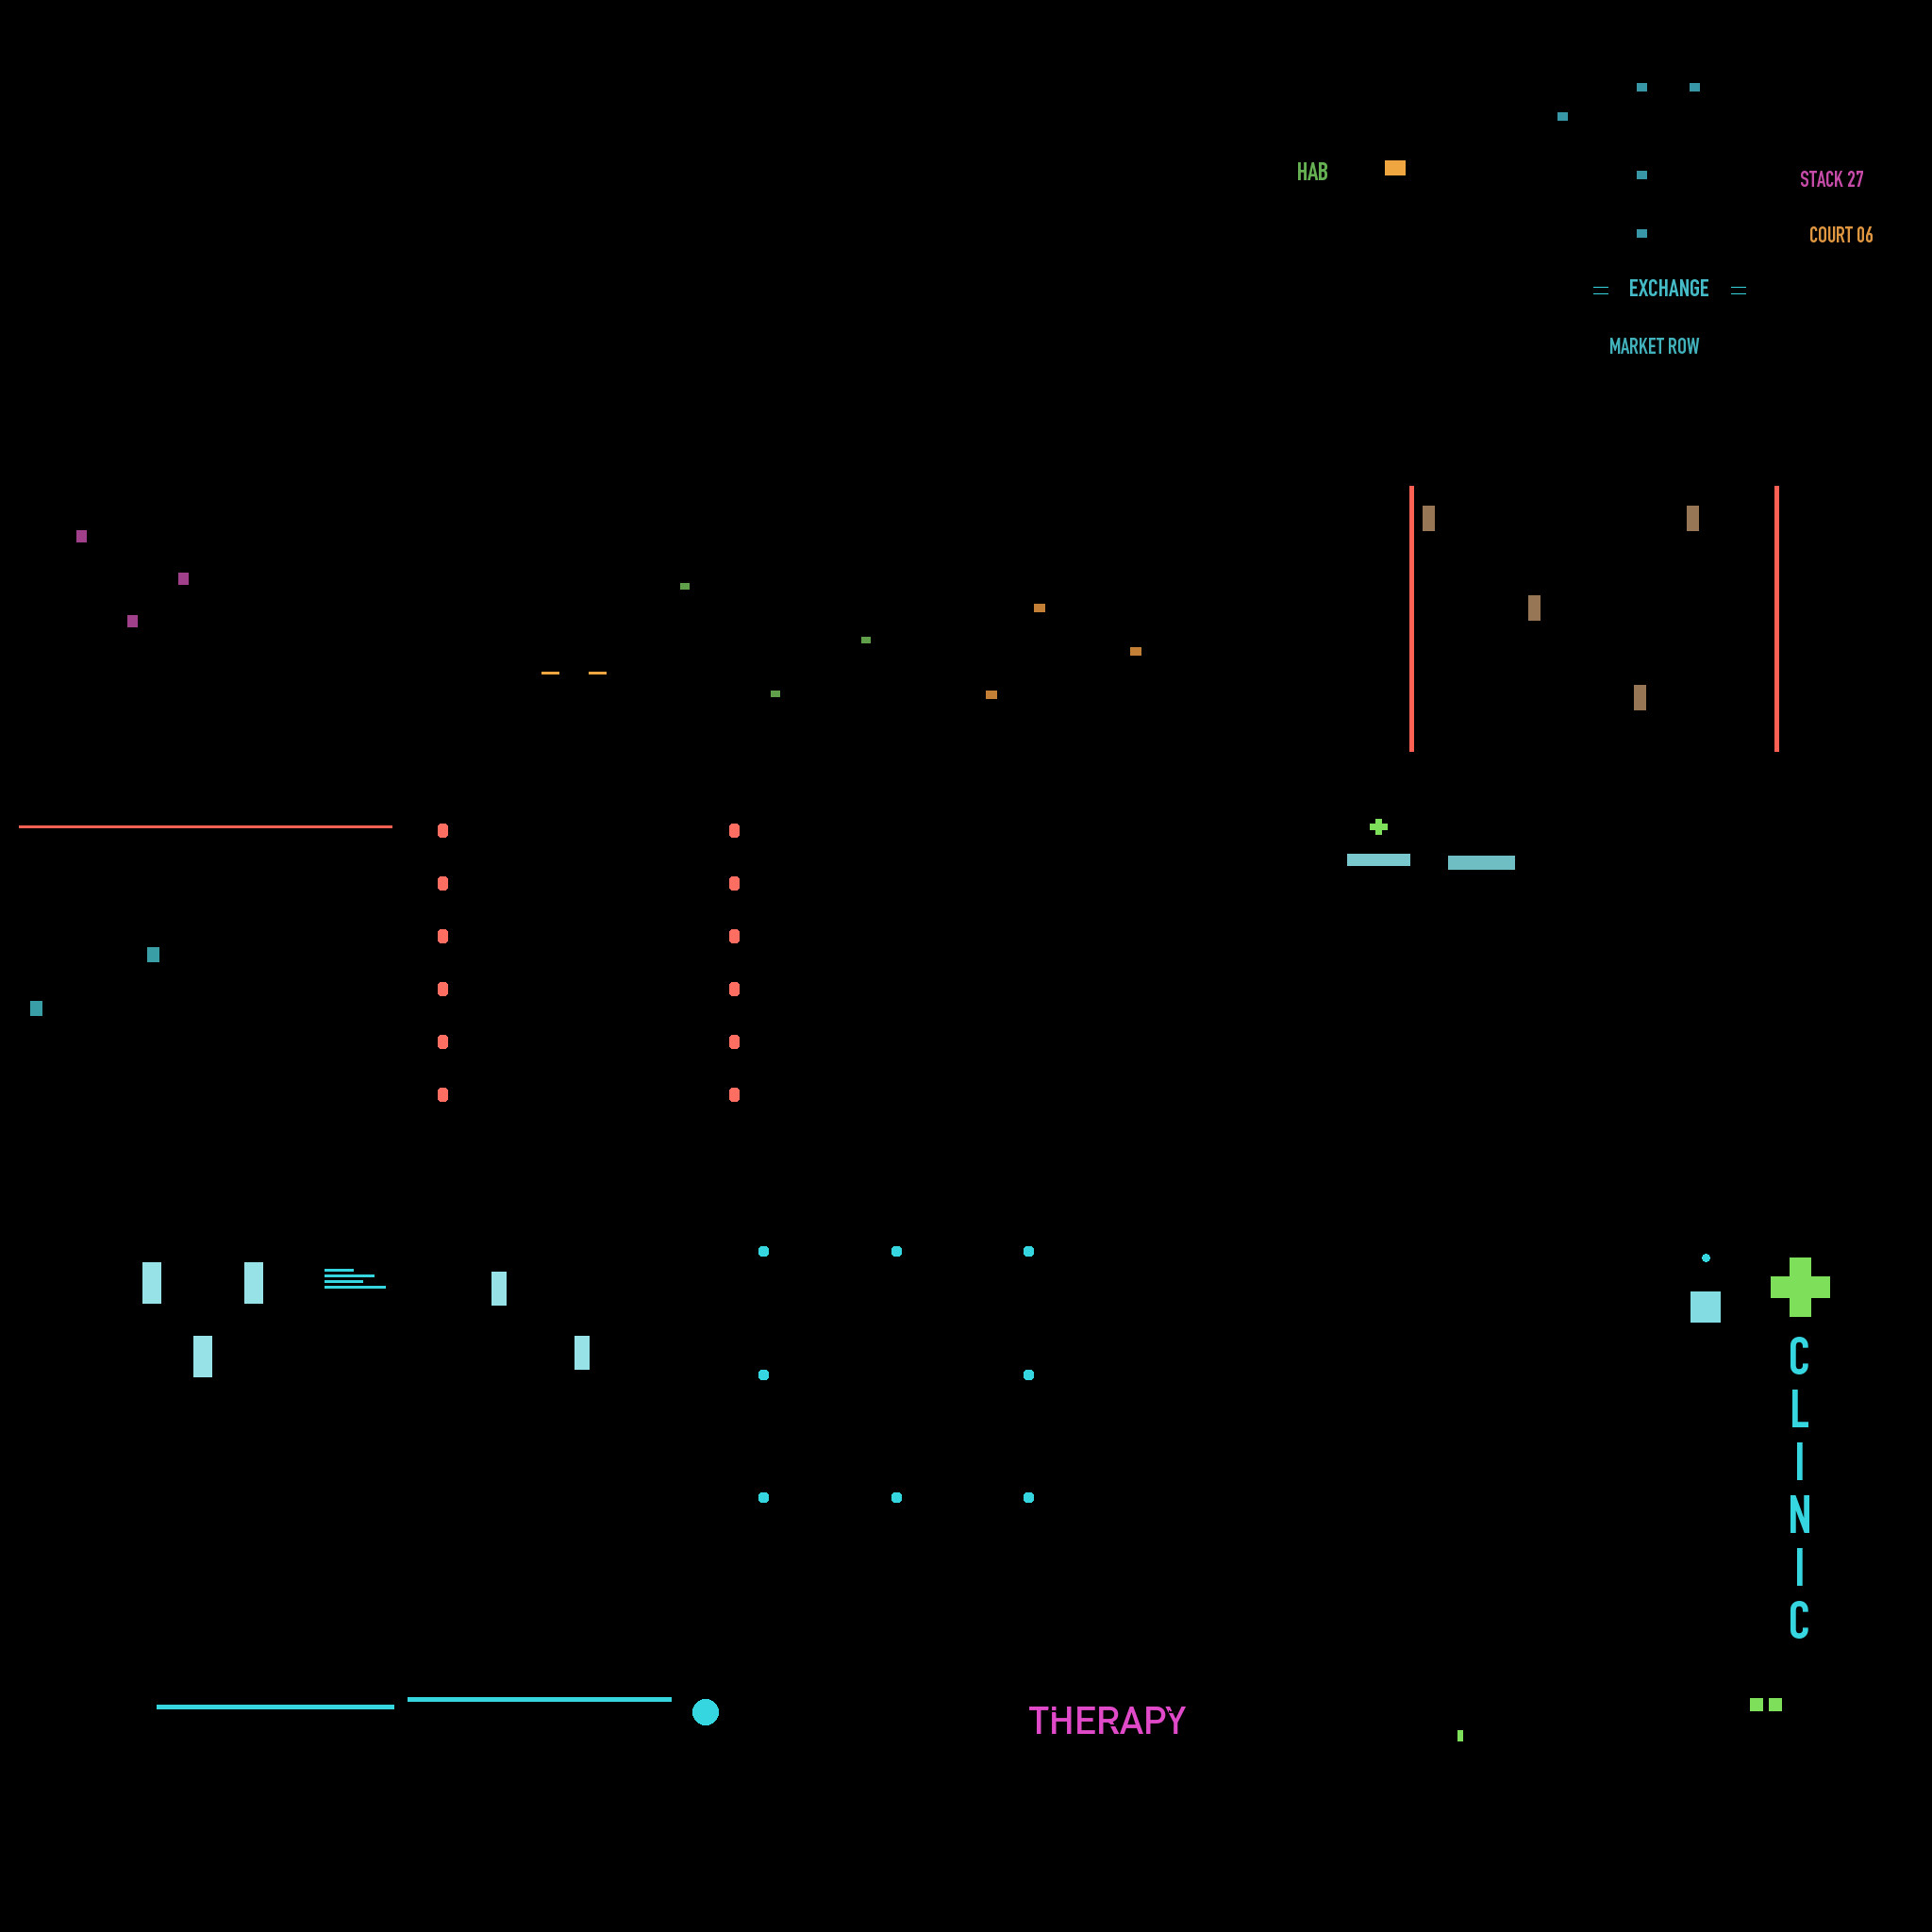 HAB
STACK 27
COURT 06
EXCHANGE
MARKET ROW
CLINIC
THERAPY